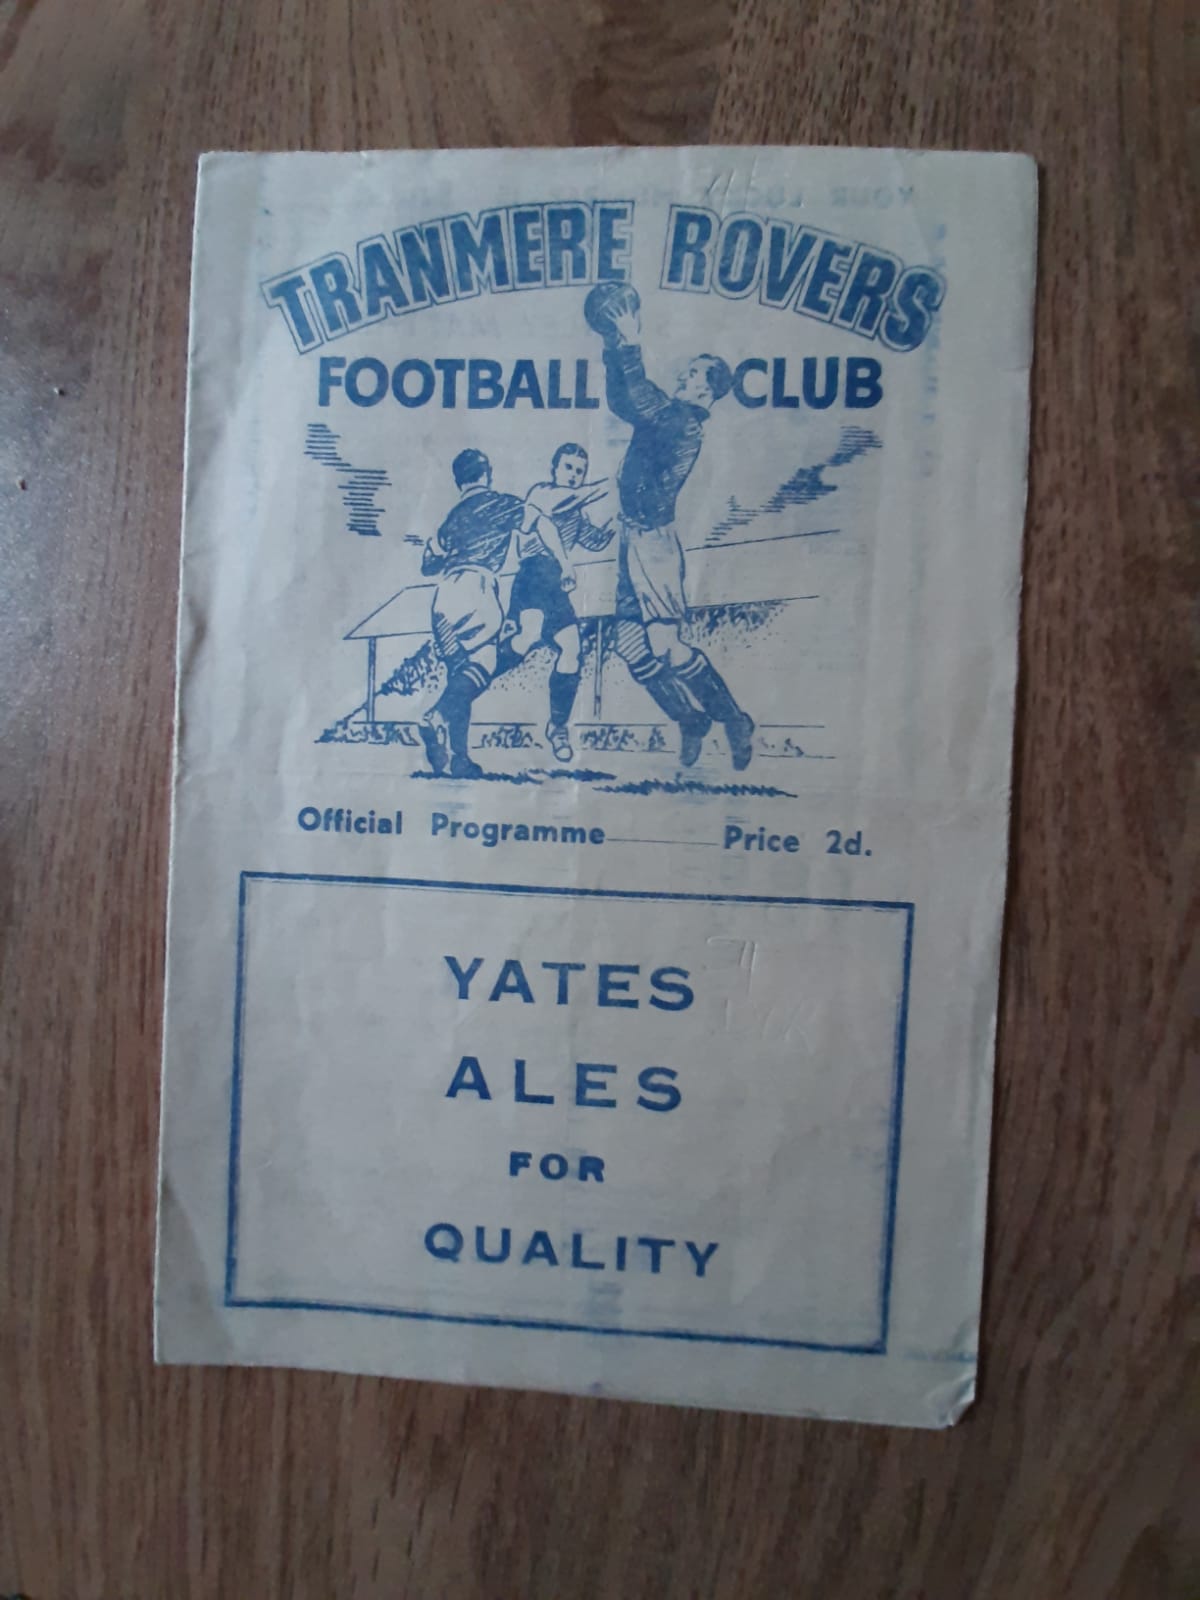 TRANMERE ROVERS
FOOTBALL CLUB
Official Programme Price 2d.
YATES
ALES
FOR
QUALITY